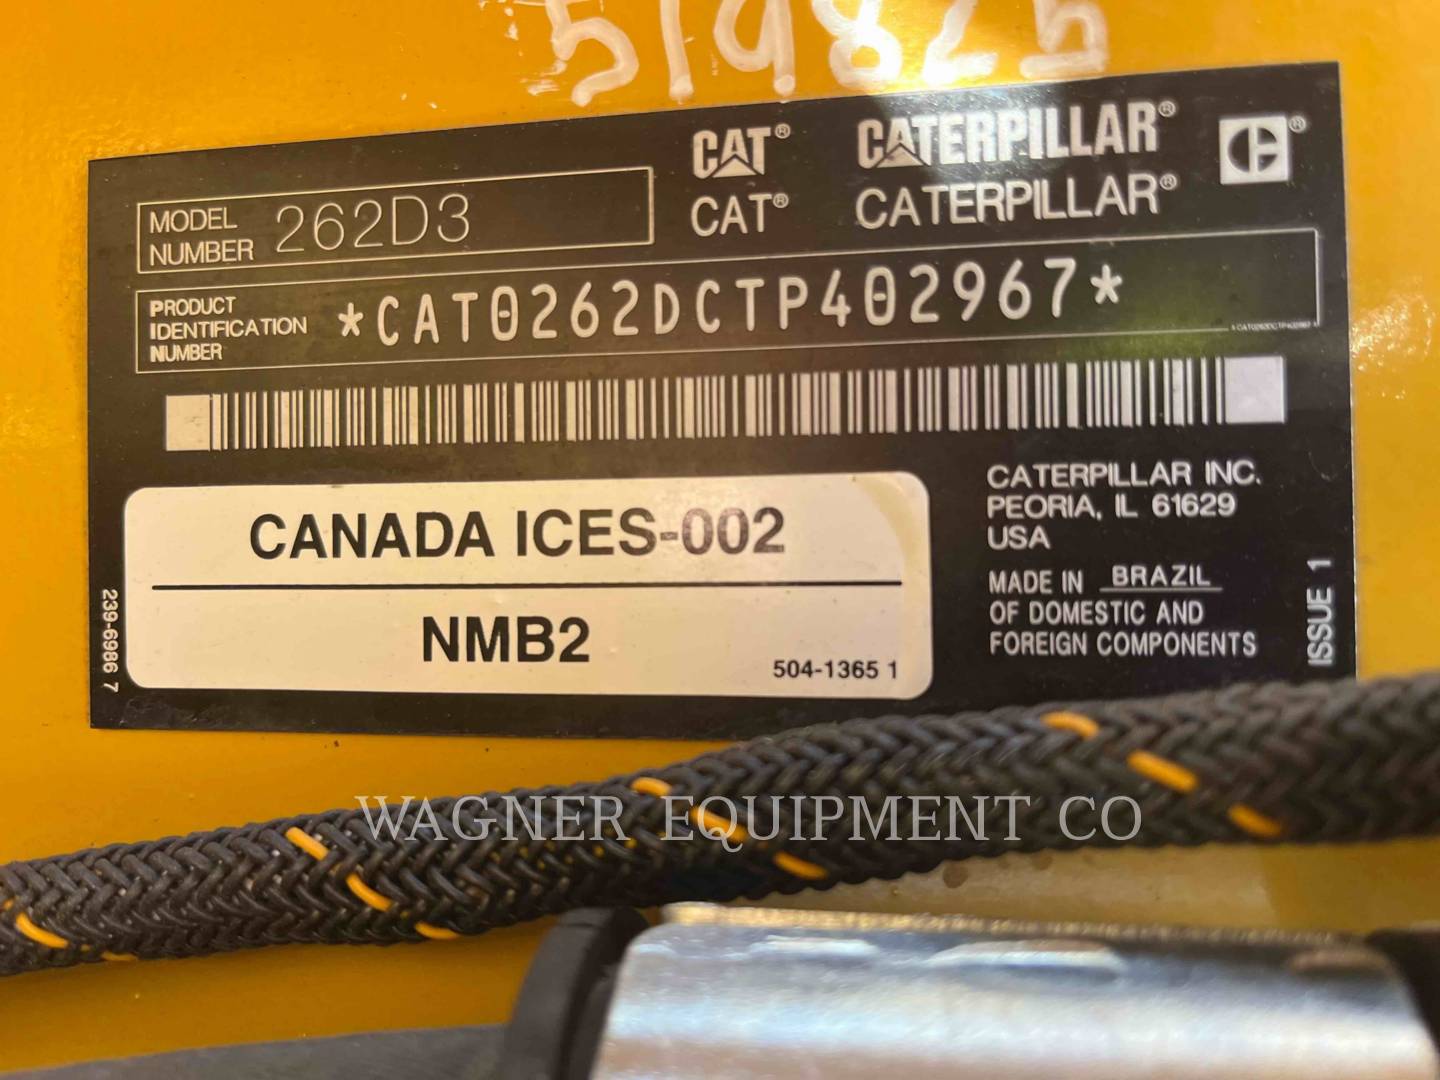 519825
CAT® CATERPILLAR® ®
CAT® CATERPILLAR®
MODEL NUMBER 262D3
PRODUCT IDENTIFICATION NUMBER *CAT0262DCTP402967*
*CAT0262DCTP402967*
CATERPILLAR INC.
PEORIA, IL 61629
USA
MADE IN BRAZIL
OF DOMESTIC AND
FOREIGN COMPONENTS
ISSUE 1
CANADA ICES-002
NMB2
504-1365 1
239-6986 7
WAGNER EQUIPMENT CO